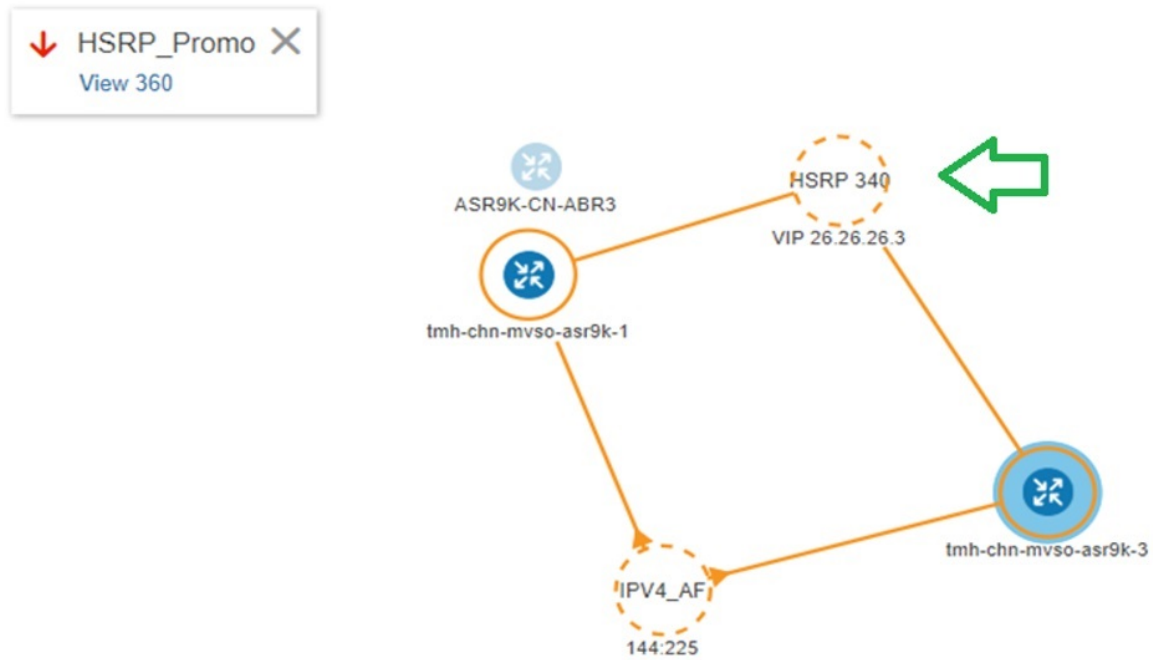 HSRP_Promo
View 360
ASR9K-CN-ABR3
HSRP 340
VIP 26.26.26.3
tmh-chn-mvso-asr9k-1
tmh-chn-mvso-asr9k-3
IPV4_AF
144:225